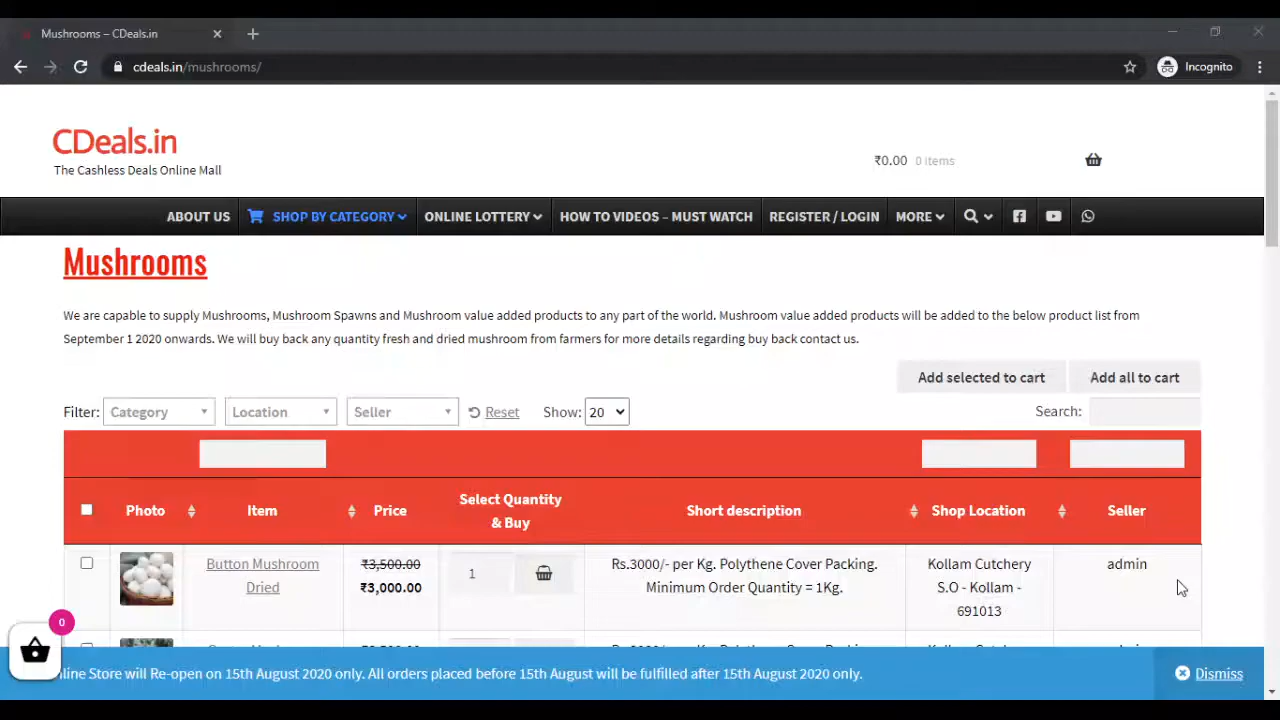 Mushrooms – CDeals.in
cdeals.in/mushrooms/
Incognito
CDeals.in
The Cashless Deals Online Mall
₹0.00 0 items
ABOUT US SHOP BY CATEGORY ONLINE LOTTERY HOW TO VIDEOS – MUST WATCH REGISTER / LOGIN MORE
Mushrooms
We are capable to supply Mushrooms, Mushroom Spawns and Mushroom value added products to any part of the world. Mushroom value added products will be added to the below product list from
September 1 2020 onwards. We will buy back any quantity fresh and dried mushroom from farmers for more details regarding buy back contact us.
Add selected to cart Add all to cart
Filter: Category Location Seller Reset Show: 20 Search:
Photo Item Price Select Quantity & Buy Short description Shop Location Seller
Button Mushroom ₹3,500.00 1 Rs.3000/- per Kg. Polythene Cover Packing. Kollam Cutchery admin
Dried ₹3,000.00 Minimum Order Quantity = 1Kg. S.O - Kollam -
691013
0
nline Store will Re-open on 15th August 2020 only. All orders placed before 15th August will be fulfilled after 15th August 2020 only. Dismiss